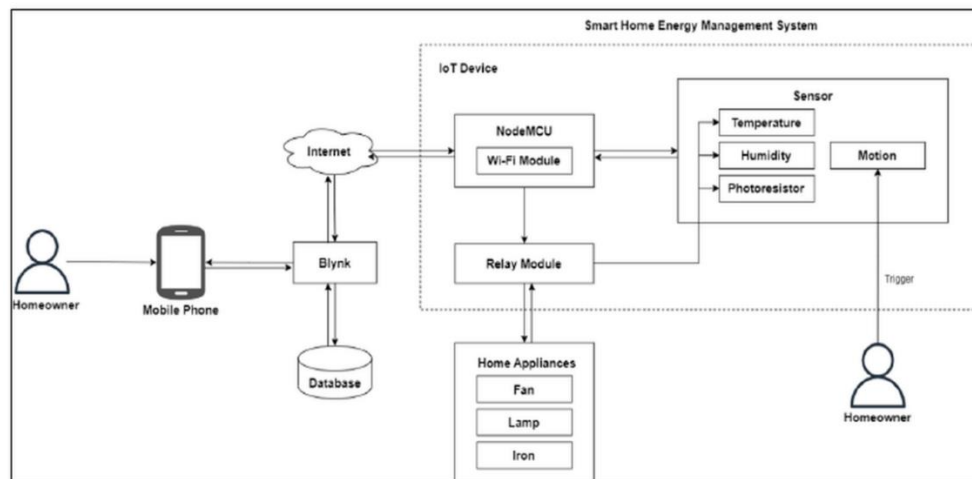 Smart Home Energy Management System
IoT Device
Sensor
NodeMCU
Temperature
Internet
Wi-Fi Module
Humidity
Motion
Photoresistor
Blynk
Relay Module
Homeowner
Mobile Phone
Trigger
Home Appliances
Database
Fan
Lamp
Homeowner
Iron